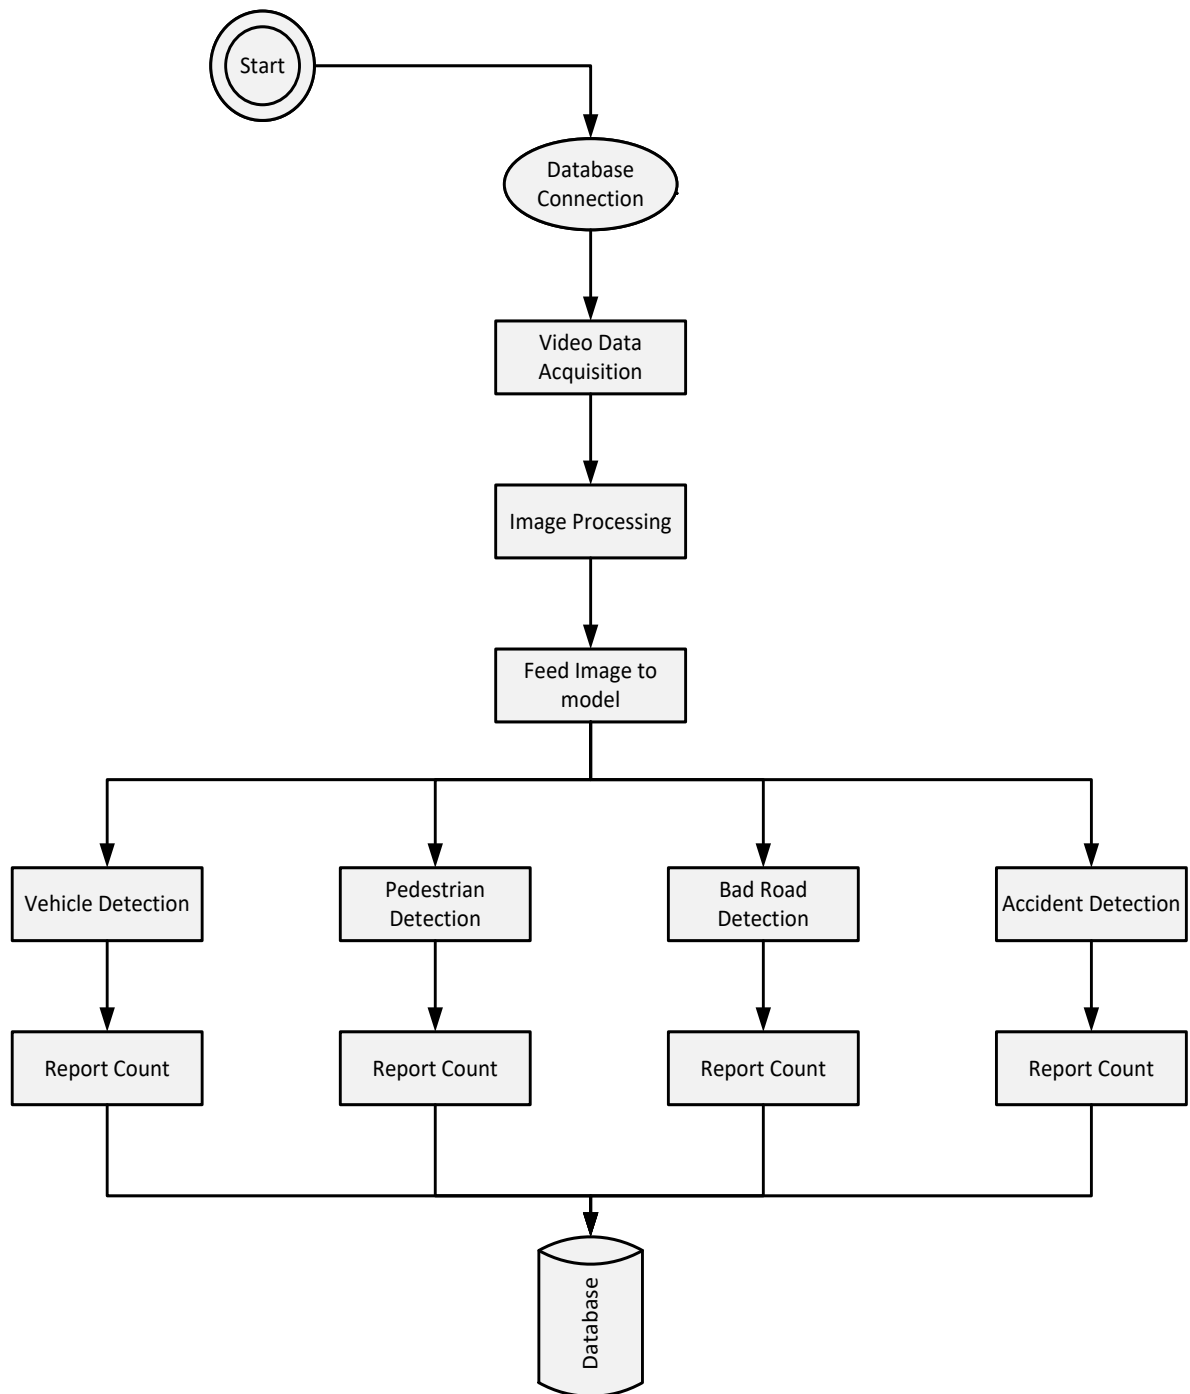 Start
Database
Connection
Video Data
Acquisition
Image Processing
Feed Image to
model
Vehicle Detection
Pedestrian
Detection
Bad Road
Detection
Accident Detection
Report Count
Report Count
Report Count
Report Count
Database